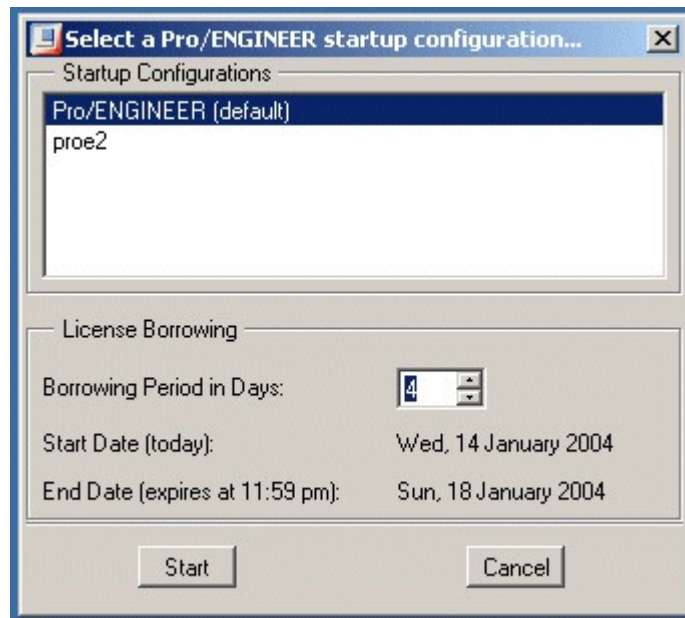 Select a Pro/ENGINEER startup configuration...
Startup Configurations
Pro/ENGINEER (default)
proe2
License Borrowing
Borrowing Period in Days: 4
Start Date (today): Wed, 14 January 2004
End Date (expires at 11:59 pm): Sun, 18 January 2004
Start Cancel